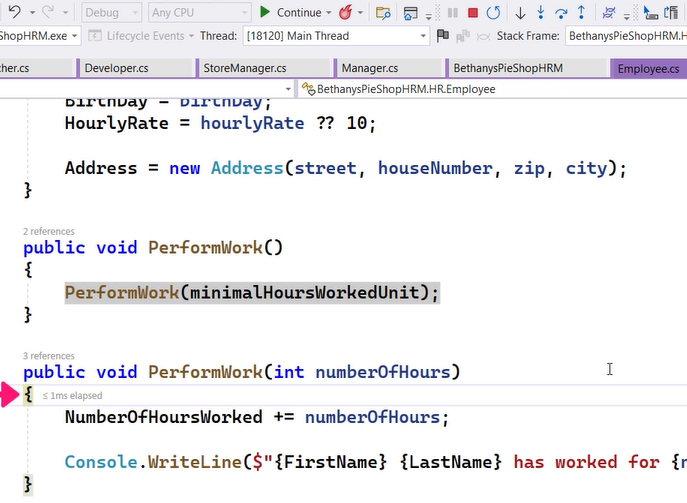 Debug Any CPU Continue
ShopHRM.exe Lifecycle Events Thread: [18120] Main Thread Stack Frame: BethanysPieShopHRM.H
cher.cs Developer.cs StoreManager.cs Manager.cs BethanysPieShopHRM Employee.cs
BethanysPieShopHRM.HR.Employee
BirthDay = birthDay;
HourlyRate = hourlyRate ?? 10;
Address = new Address(street, houseNumber, zip, city);
}
2 references
public void PerformWork()
{
PerformWork(minimalHoursWorkedUnit);
}
3 references
public void PerformWork(int numberOfHours)
{ ≤ 1ms elapsed
NumberOfHoursWorked += numberOfHours;
Console.WriteLine($"{FirstName} {LastName} has worked for {n
}